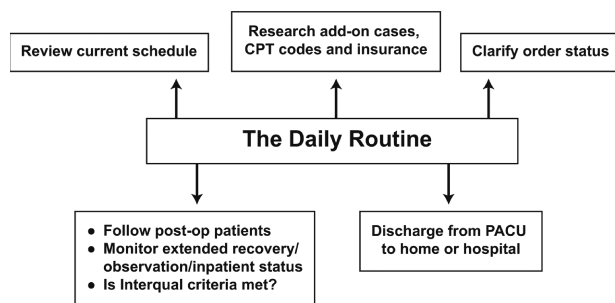 Review current schedule
Research add-on cases,
CPT codes and insurance
Clarify order status
The Daily Routine
● Follow post-op patients
● Monitor extended recovery/
observation/inpatient status
● Is Interqual criteria met?
Discharge from PACU
to home or hospital